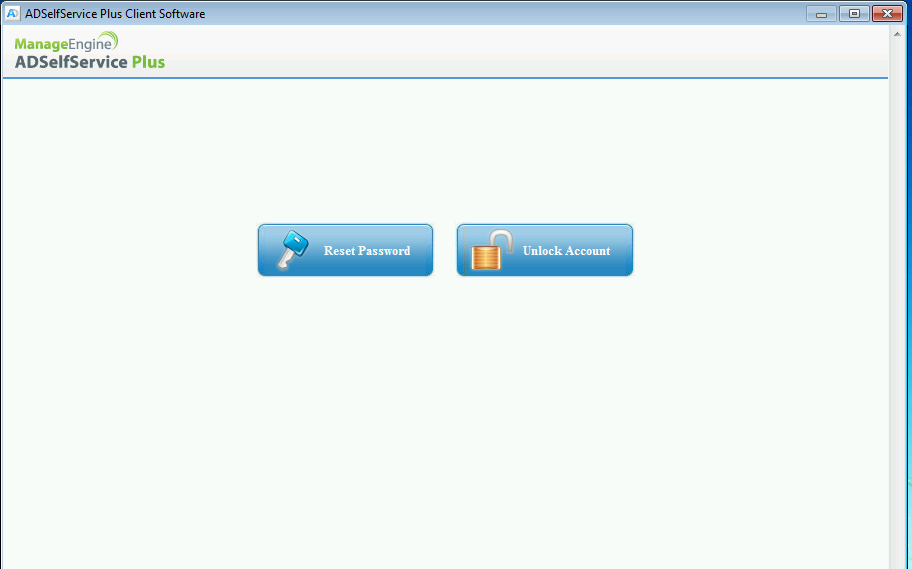 ADSelfService Plus Client Software
ManageEngine
ADSelfService Plus
Reset Password
Unlock Account